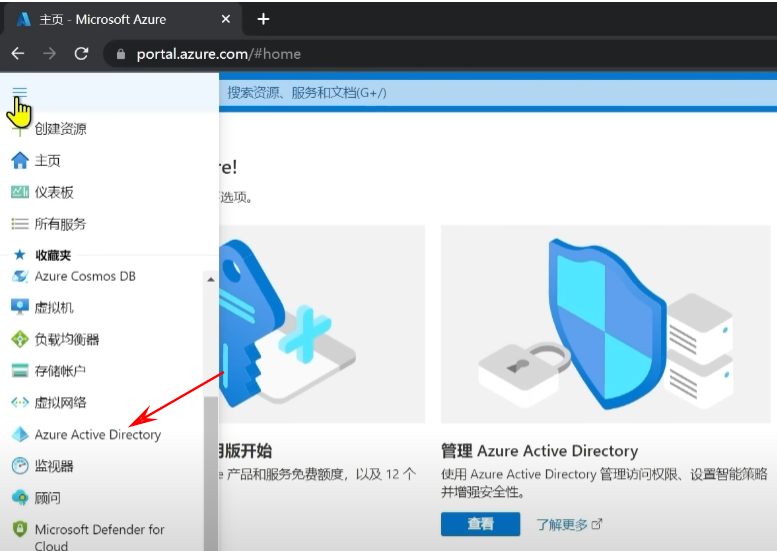 主页 - Microsoft Azure
portal.azure.com/#home
搜索资源、服务和文档(G+/)
创建资源
主页
仪表板
所有服务
收藏夹
Azure Cosmos DB
虚拟机
负载均衡器
存储帐户
虚拟网络
Azure Active Directory
监视器
顾问
Microsoft Defender for
Cloud
re!
选项。
用版开始
e 产品和服务免费额度，以及 12 个
管理 Azure Active Directory
使用 Azure Active Directory 管理访问权限、设置智能策略
并增强安全性。
查看
了解更多